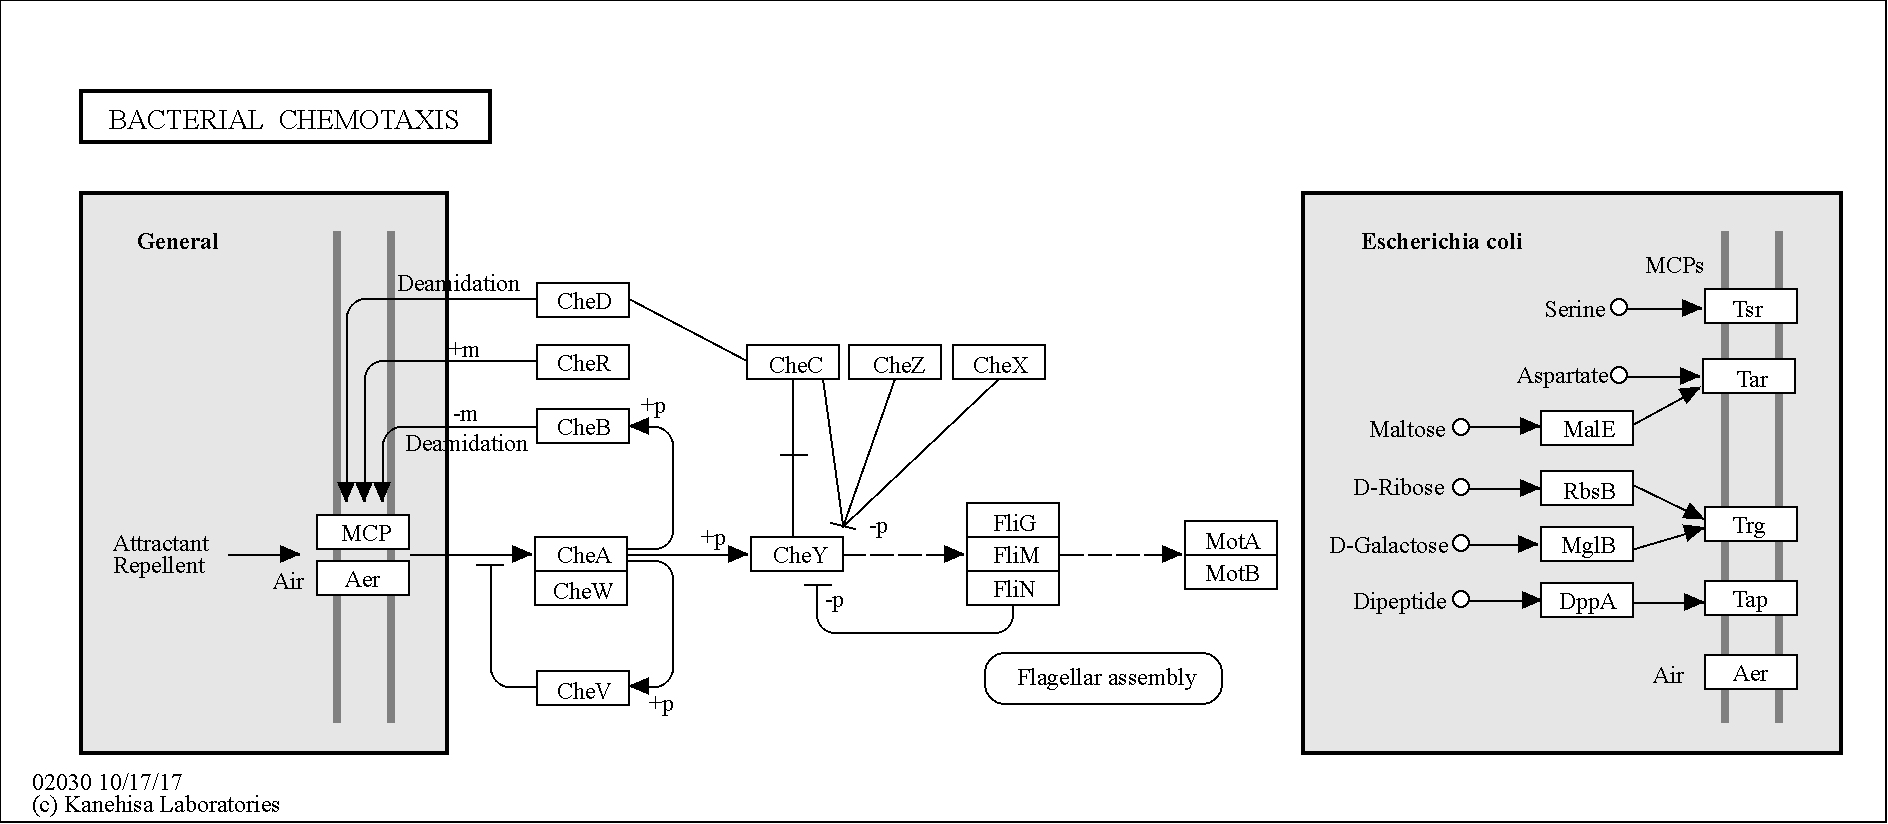 BACTERIAL CHEMOTAXIS
General
Deamidation
CheD
+m
CheR
-m
Deamidation
CheB
+p
CheC
CheZ
CheX
Attractant
Repellent
Air
MCP
Aer
CheA
CheW
+p
CheY
-p
-p
FliG
FliM
FliN
MotA
MotB
CheV
+p
Flagellar assembly
Escherichia coli
MCPs
Serine
Tsr
Aspartate
Tar
Maltose
MalE
D-Ribose
RbsB
Trg
D-Galactose
MglB
Dipeptide
DppA
Tap
Air
Aer
02030 10/17/17
(c) Kanehisa Laboratories